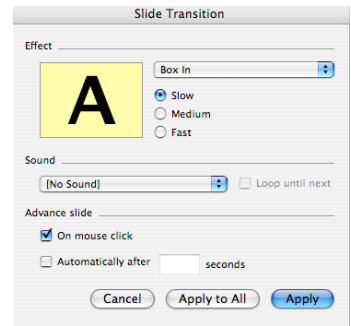 Slide Transition
Effect
A
Box In
Slow
Medium
Fast
Sound
[No Sound]
Loop until next
Advance slide
On mouse click
Automatically after seconds
Cancel Apply to All Apply